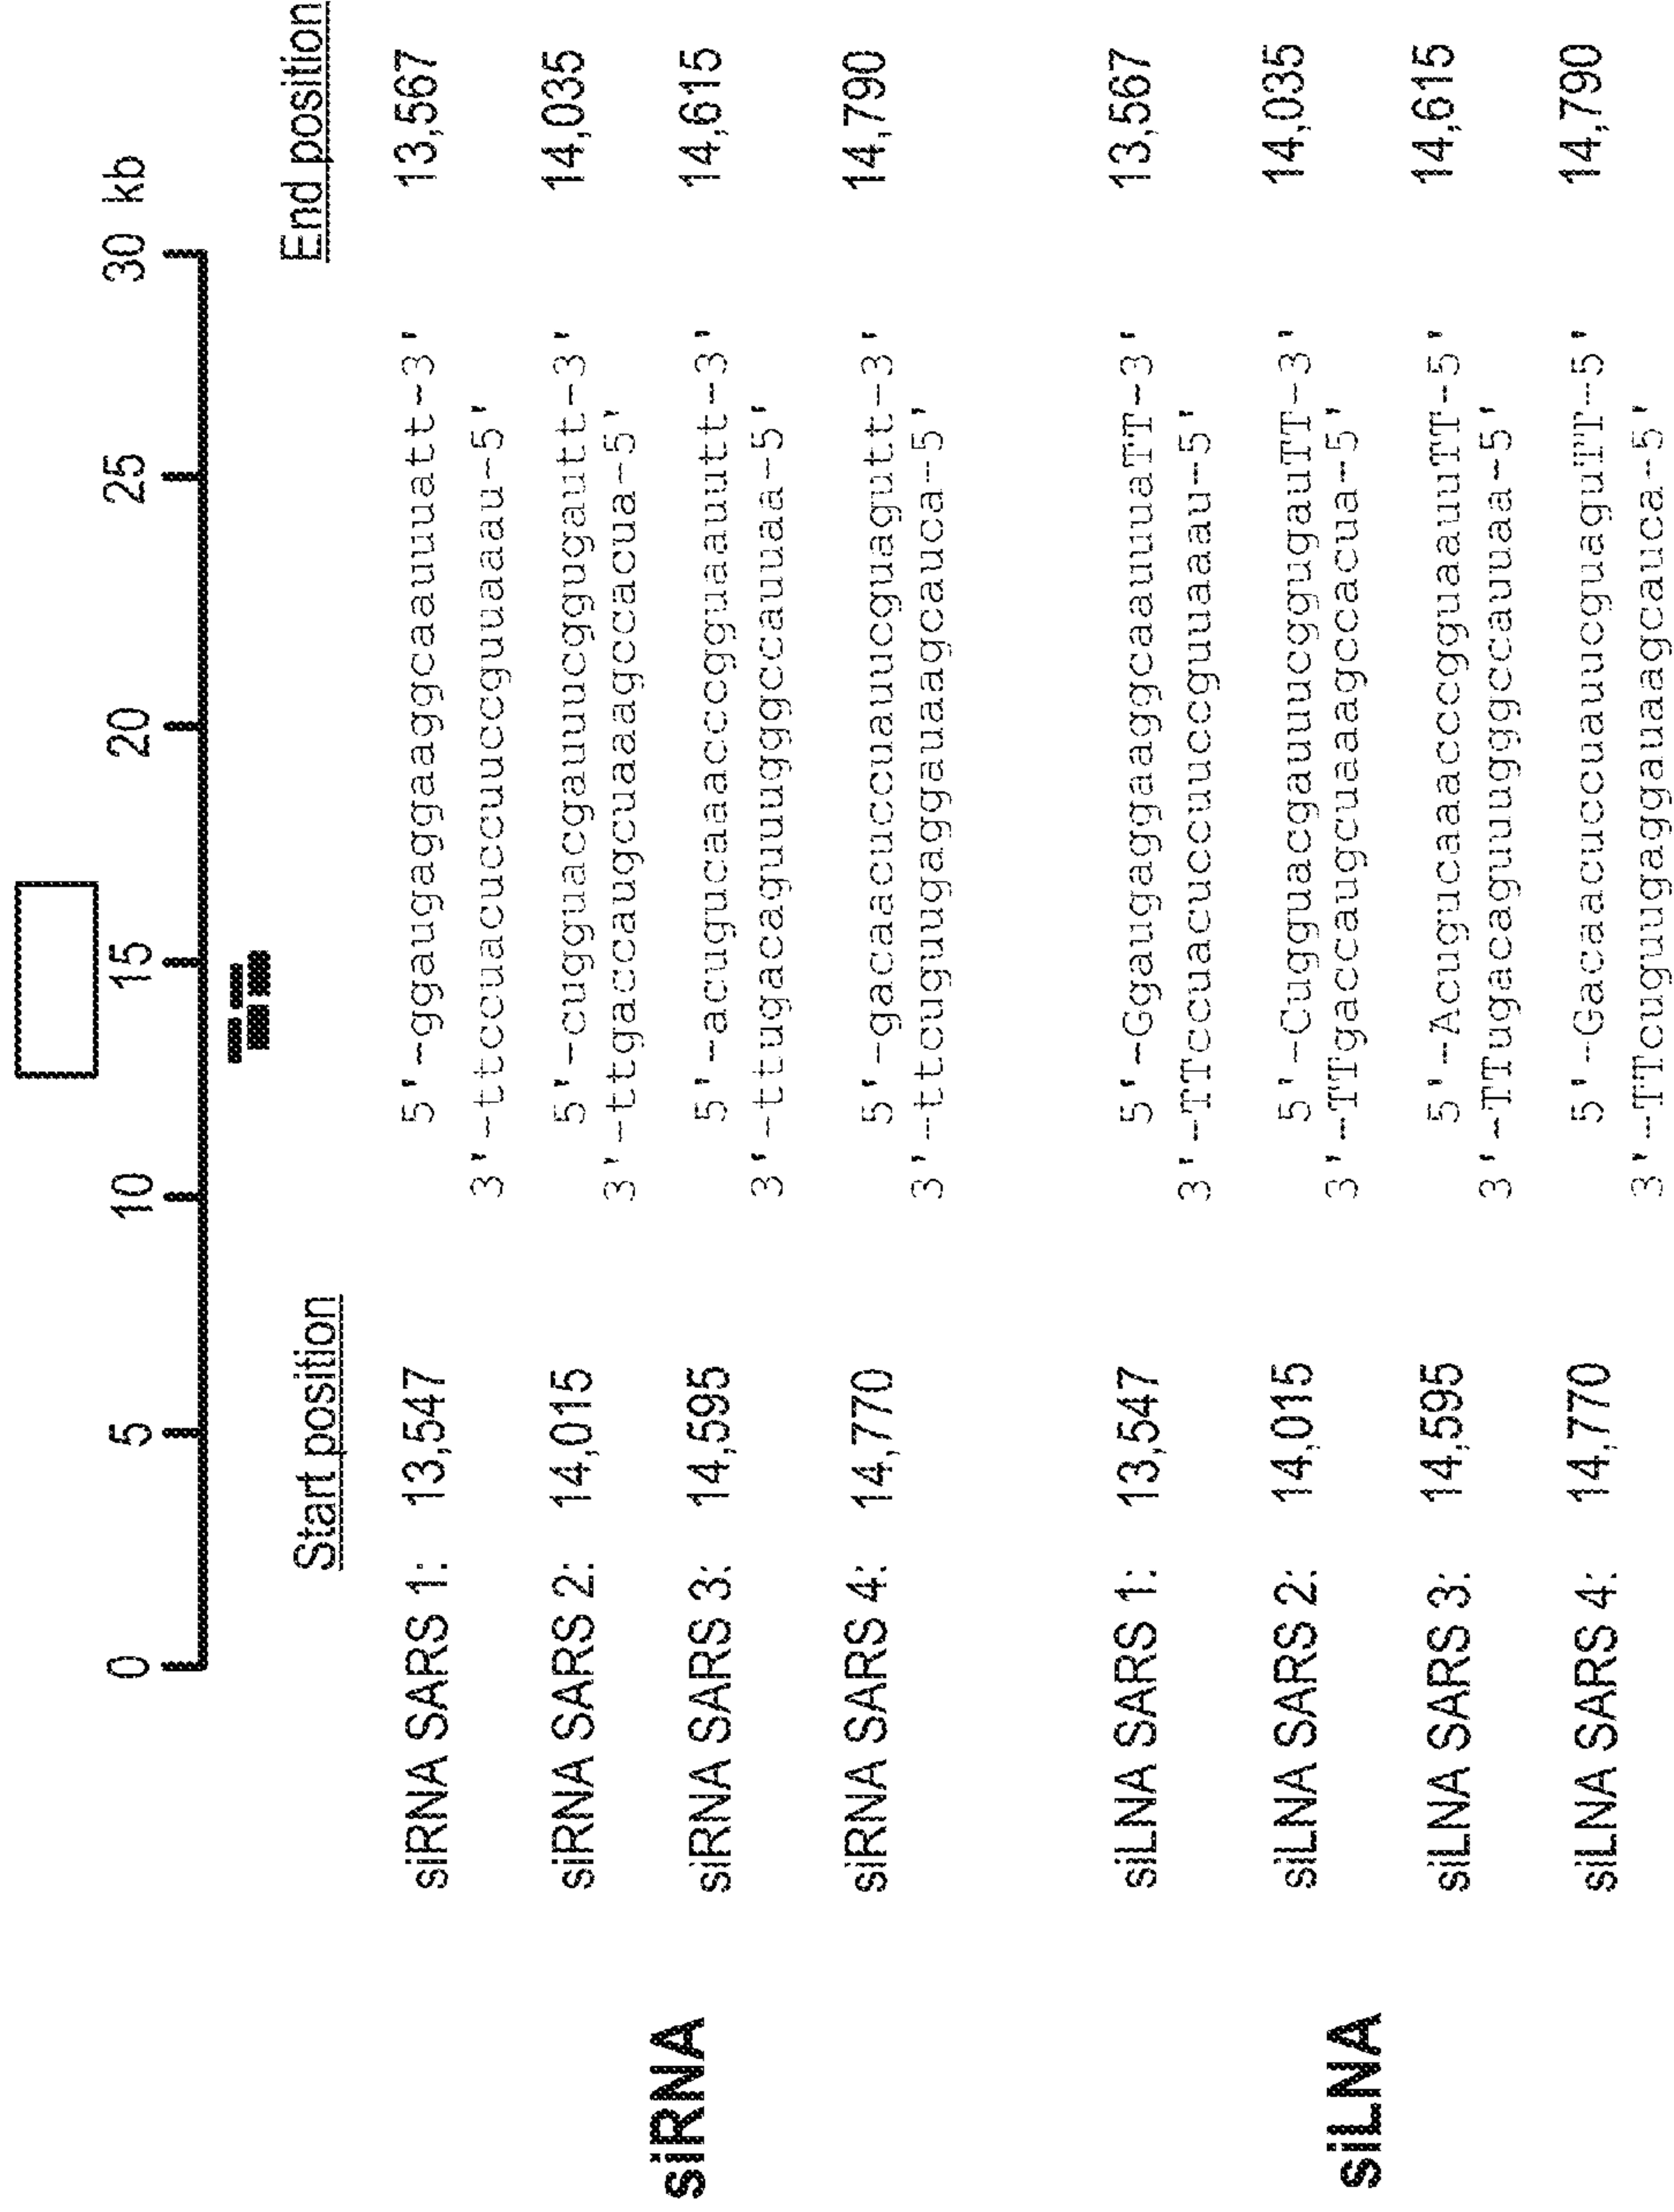 0 5 10 15 20 25 30 kb
Start position End position
siRNA SARS 1: 13,547 5'-ggaugaggaaggcaauuuatt-3' 13,567
3'-ttccuacuccuuccguuaaau-5'
siRNA SARS 2: 14,015 5'-cugguacgauuucggugautt-3' 14,035
3'-ttgaccaugcuaaagccacua-5'
siRNA SARS 3: 14,595 5'-acugucaaacccgguaauutt-3' 14,615
3'-ttugacaguuugggccauuaa-5'
siRNA SARS 4: 14,770 5'-gacaacuccuauucguagutt-3' 14,790
3'-ttcuguugaggauaagcauca-5'
siRNA
siLNA SARS 1: 13,547 5'-GgaugaggaaggcaauuuaTT-3' 13,567
3'-TTccuacuccuuccguuaaau-5'
siLNA SARS 2: 14,015 5'-CugguacgauuucggugauTT-3' 14,035
3'-TTgaccaugcuaaagccacua-5'
siLNA SARS 3: 14,595 5'-AcugucaaacccgguaauuTT-5' 14,615
3'-TTugacaguuugggccauuaa-5'
siLNA SARS 4: 14,770 5'-GacaacuccuauucguaguTT-5' 14,790
3'-TTcuguugaggauaagcauca-5'
siLNA